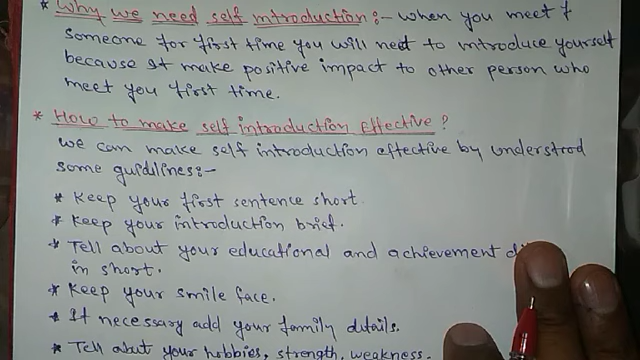 * Why we need self introduction :- when you meet
someone for first time you will need to introduce yourself
because It make positive impact to other person who
meet you first time.
* How to make self introduction effective?
we can make self introduction effective by understood
some guidilines:-
* Keep your first sentence short.
* Keep your introduction brief.
* Tell about your educational and achievement
in short.
* Keep your smile face.
* If necessary add your family details.
* Tell about your hobbies, strength, weakness.